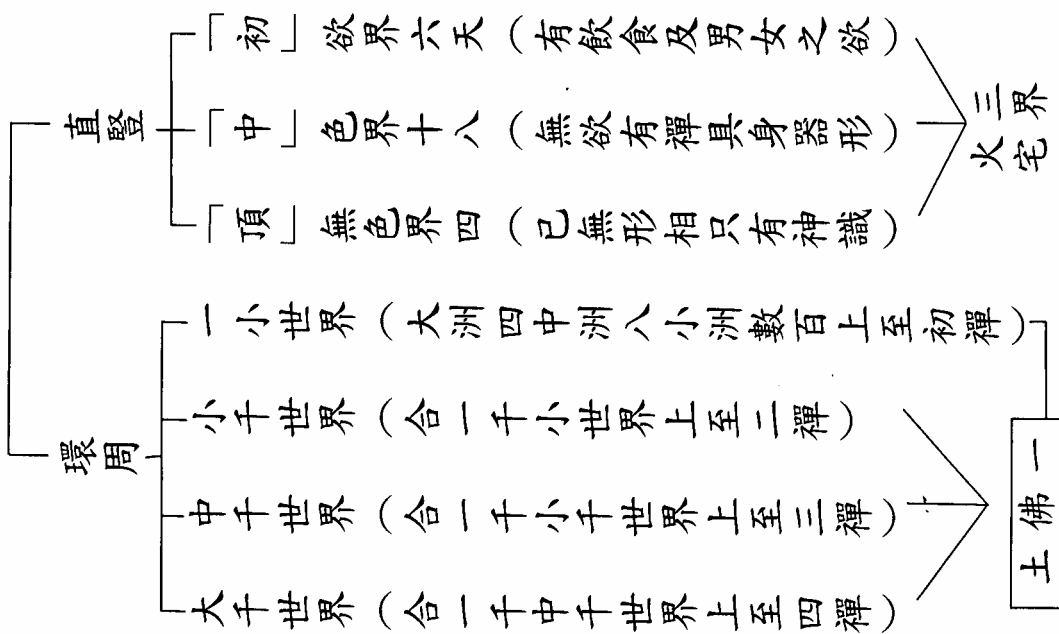 直豎
「初」欲界六天（有飲食及男女之欲）
「中」色界十八（無欲有禪具身器形）
「頂」無色界四（已無形相只有神識）
三界
火宅
環周
一小世界（大洲四中洲八小洲數百上至初禪）
小千世界（合一千小世界上至二禪）
中千世界（合一千小千世界上至三禪）
大千世界（合一千中千世界上至四禪）
一佛土